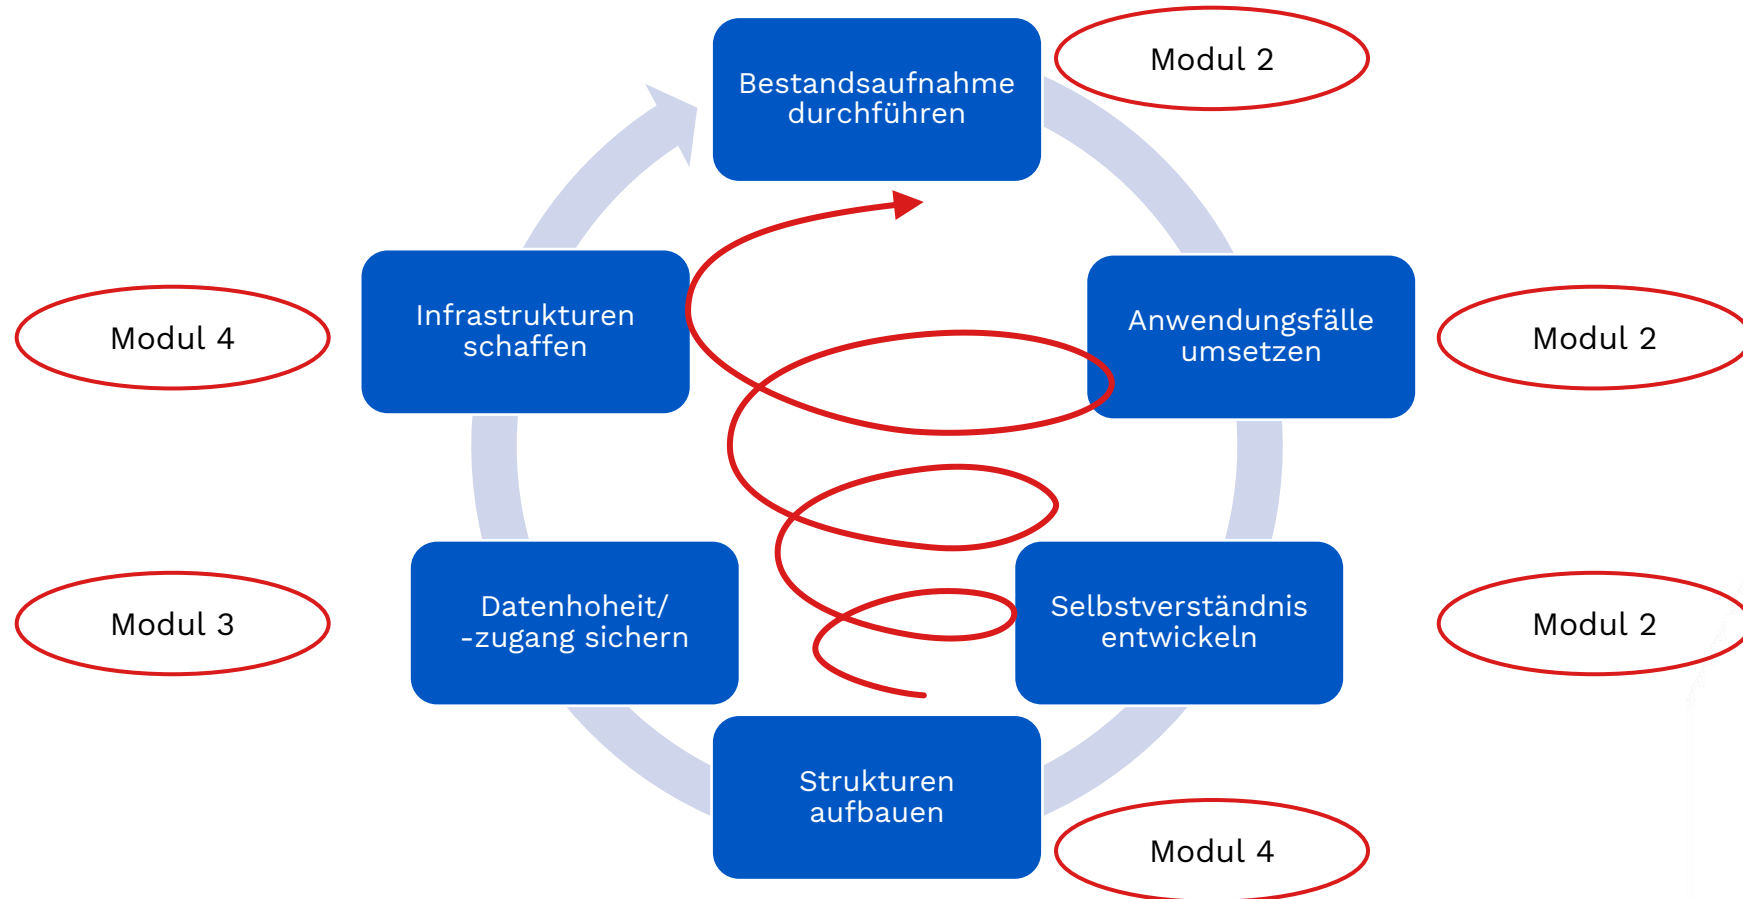 Bestandsaufnahme
durchführen
Modul 2
Anwendungsfälle
umsetzen
Modul 2
Selbstverständnis
entwickeln
Modul 2
Strukturen
aufbauen
Modul 4
Datenhoheit/
-zugang sichern
Modul 3
Infrastrukturen
schaffen
Modul 4